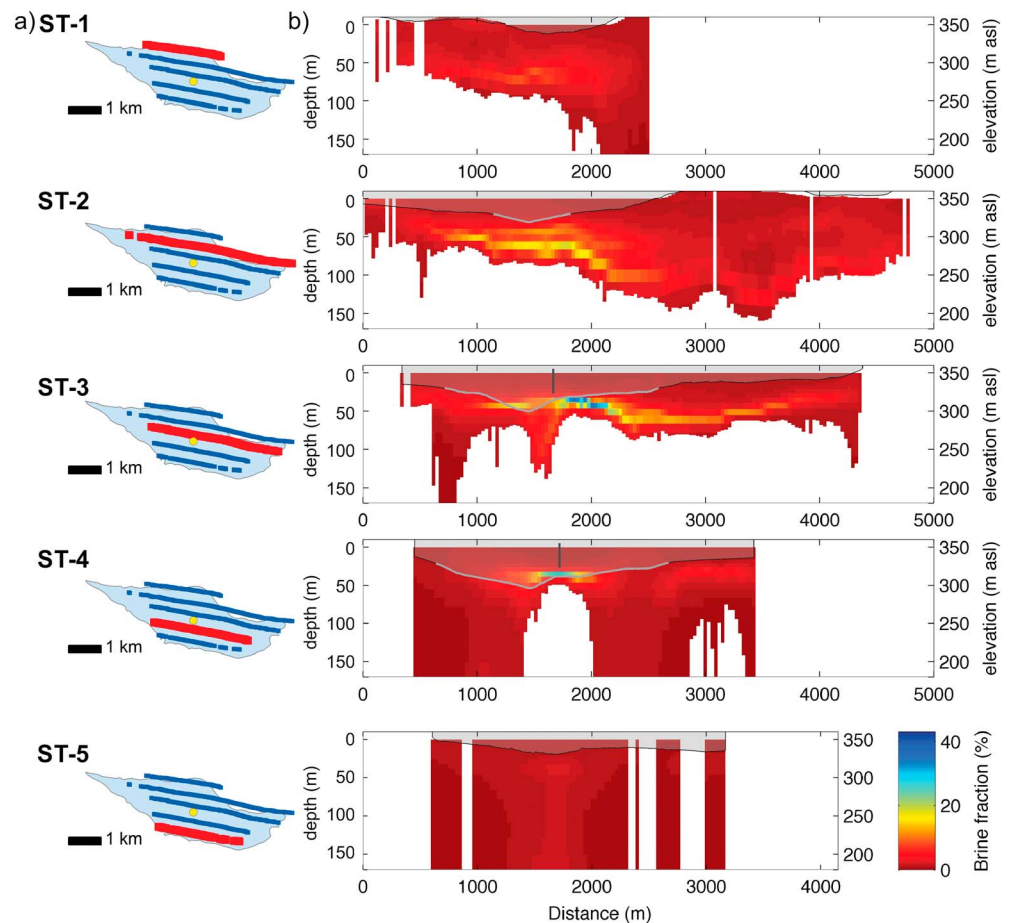 a) ST-1
b)
1 km
depth (m)
0
50
100
150
350
300
250
200
elevation (m asl)
0 1000 2000 3000 4000 5000
ST-2
1 km
depth (m)
0
50
100
150
350
300
250
200
elevation (m asl)
0 1000 2000 3000 4000 5000
ST-3
1 km
depth (m)
0
50
100
150
350
300
250
200
elevation (m asl)
0 1000 2000 3000 4000 5000
ST-4
1 km
depth (m)
0
50
100
150
350
300
250
200
elevation (m asl)
0 1000 2000 3000 4000 5000
ST-5
1 km
depth (m)
0
50
100
150
350
300
250
200
elevation (m asl)
40
20
0
Brine fraction (%)
0 1000 2000 3000 4000
Distance (m)